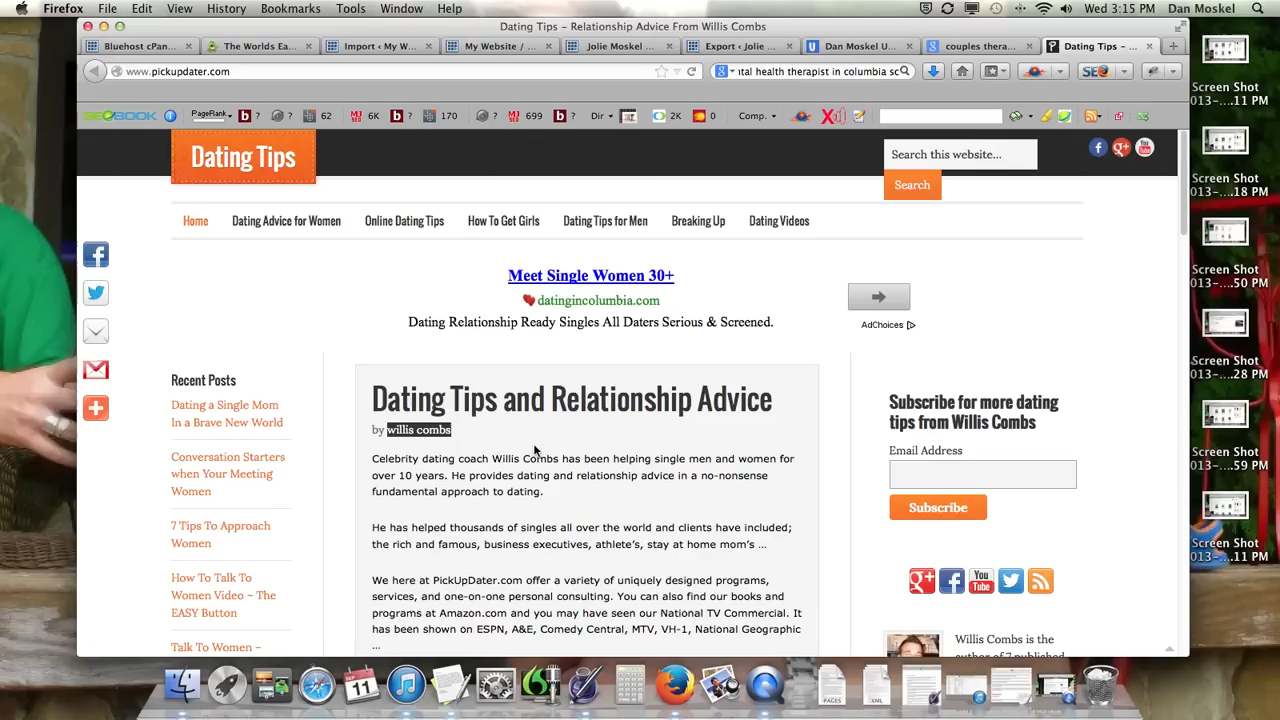 Firefox File Edit View History Bookmarks Tools Window Help Wed 3:15 PM Dan Moskel
Dating Tips – Relationship Advice From Willis Combs
Bluehost cPan... The Worlds Ea... Import ‹ My W... My Website / ... Jolie Moskel ... Export ‹ Jolie ... Dan Moskel U... couples thera... Dating Tips – ...
www.pickupdater.com ital health therapist in columbia sc SEO
SEOBOOK PageRank ? ? 62 6K ? 170 ? 699 ? Dir 2K 0 Comp.
Dating Tips
Search this website...
Search
Home Dating Advice for Women Online Dating Tips How To Get Girls Dating Tips for Men Breaking Up Dating Videos
Meet Single Women 30+
datingincolumbia.com
Dating Relationship Ready Singles All Daters Serious & Screened.
AdChoices
Recent Posts
Dating a Single Mom
In a Brave New World
Conversation Starters
when Your Meeting
Women
7 Tips To Approach
Women
How To Talk To
Women Video – The
EASY Button
Talk To Women –
Dating Tips and Relationship Advice
by willis combs
Celebrity dating coach Willis Combs has been helping single men and women for
over 10 years. He provides dating and relationship advice in a no-nonsense
fundamental approach to dating.
He has helped thousands of singles all over the world and clients have included;
the rich and famous, business executives, athlete's, stay at home mom's ...
We here at PickUpDater.com offer a variety of uniquely designed programs,
services, and one-on-one personal consulting. You can also find our books and
programs at Amazon.com and you may have seen our National TV Commercial. It
has been shown on ESPN, A&E, Comedy Central, MTV, VH-1, National Geographic
...
Subscribe for more dating
tips from Willis Combs
Email Address
Subscribe
You
Tube
Willis Combs is the
author of 7 published
Screen Shot
013-....11 PM
Screen Shot
013-....18 PM
Screen Shot
013-....50 PM
Screen Shot
013-....28 PM
Screen Shot
013-....59 PM
Screen Shot
013-....11 PM
SEP
11
PAGES
XML